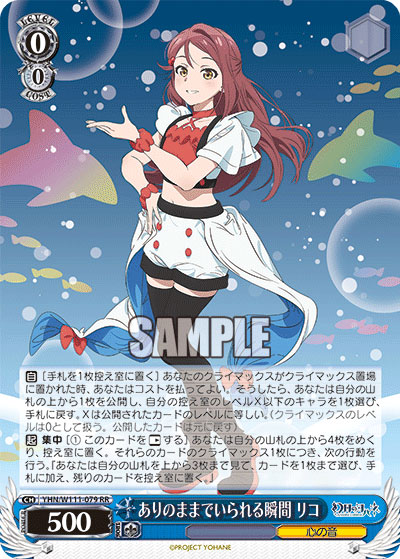 LEVEL
0
0
COST
SAMPLE
自 [手札を1枚控え室に置く] あなたのクライマックスがクライマックス置場
に置かれた時、あなたはコストを払ってよい。そうしたら、あなたは自分の山
札の上から1枚を公開し、自分の控え室のレベルX以下のキャラを1枚選び、
手札に戻す。Xは公開されたカードのレベルに等しい。(クライマックスのレベ
ルは0として扱う。公開したカードは元に戻す)
起 集中 [① このカードを する] あなたは自分の山札の上から4枚をめく
り、控え室に置く。それらのカードのクライマックス1枚につき、次の行動を
行う。『あなたは自分の山札を上から3枚まで見て、カードを1枚まで選び、手
札に加え、残りのカードを控え室に置く。』
CH YHN/W111-079 RR
ありのままでいられる瞬間 リコ
500
心の音
©PROJECT YOHANE